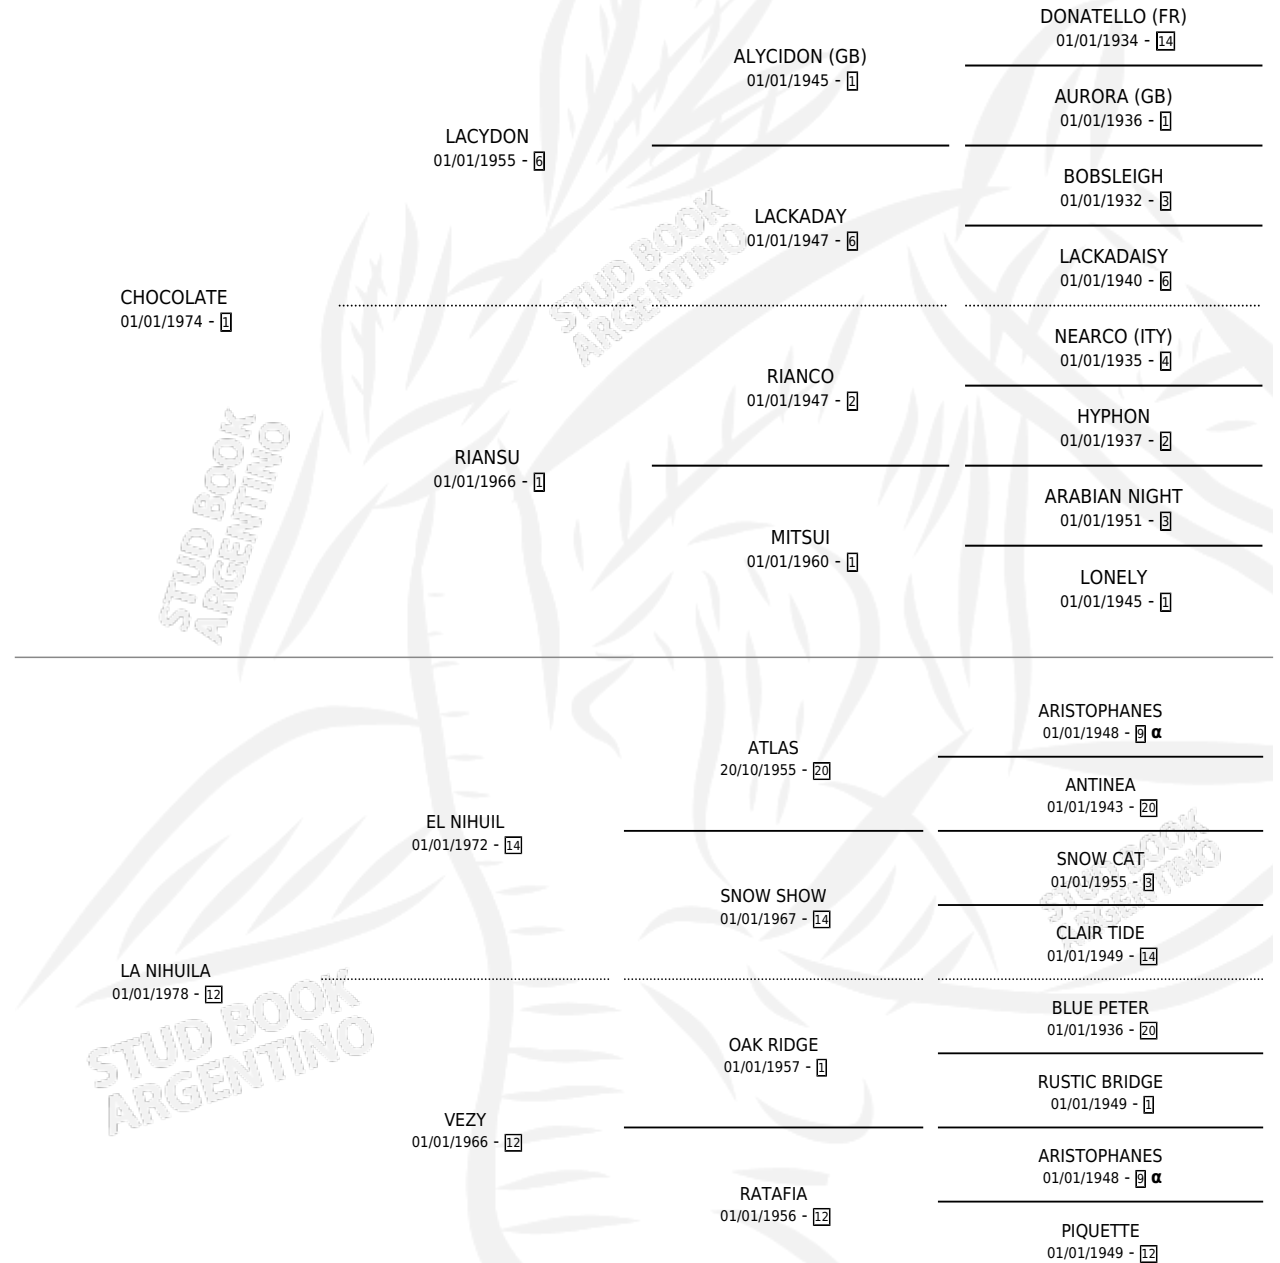 DONATELLO (FR)
01/01/1934 - 14
ALYCIDON (GB)
01/01/1945 - 1
AURORA (GB)
01/01/1936 - 1
LACYDON
01/01/1955 - 6
BOBSLEIGH
01/01/1932 - 3
LACKADAY
01/01/1947 - 6
LACKADAISY
01/01/1940 - 6
CHOCOLATE
01/01/1974 - 1
NEARCO (ITY)
01/01/1935 - 4
RIANCO
01/01/1947 - 2
HYPHON
01/01/1937 - 2
RIANSU
01/01/1966 - 1
ARABIAN NIGHT
01/01/1951 - 3
MITSUI
01/01/1960 - 1
LONELY
01/01/1945 - 1
ARISTOPHANES
01/01/1948 - 9 α
ATLAS
20/10/1955 - 20
ANTINEA
01/01/1943 - 20
EL NIHUIL
01/01/1972 - 14
SNOW CAT
01/01/1955 - 3
SNOW SHOW
01/01/1967 - 14
CLAIR TIDE
01/01/1949 - 14
LA NIHUILA
01/01/1978 - 12
BLUE PETER
01/01/1936 - 20
OAK RIDGE
01/01/1957 - 1
RUSTIC BRIDGE
01/01/1949 - 1
VEZY
01/01/1966 - 12
ARISTOPHANES
01/01/1948 - 9 α
RATAFIA
01/01/1956 - 12
PIQUETTE
01/01/1949 - 12
STUD BOOK
ARGENTINO
STUD BOOK
ARGENTINO
STUD BOOK
ARGENTINO
STUD BOOK
ARGENTINO